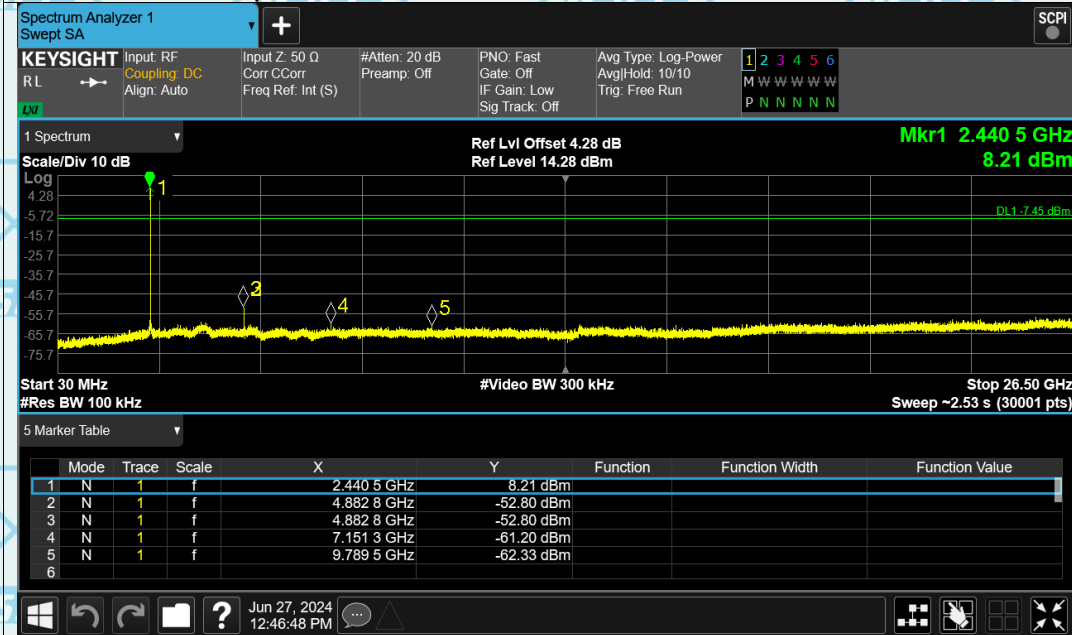 Spectrum Analyzer 1
Swept SA
+
SCPI
KEYSIGHT
RL
LXI
Input: RF
Coupling: DC
Align: Auto
Input Z: 50 Ω
Corr CCorr
Freq Ref: Int (S)
#Atten: 20 dB
Preamp: Off
PNO: Fast
Gate: Off
IF Gain: Low
Sig Track: Off
Avg Type: Log-Power
Avg|Hold: 10/10
Trig: Free Run
1 2 3 4 5 6
M W W W W W
P N N N N N
1 Spectrum
Scale/Div 10 dB
Ref Lvl Offset 4.28 dB
Ref Level 14.28 dBm
Mkr1 2.440 5 GHz
8.21 dBm
Log
4.28
-5.72
-15.7
-25.7
-35.7
-45.7
-55.7
-65.7
-75.7
DL1 -7.45 dBm
1
4
5
Start 30 MHz
#Res BW 100 kHz
#Video BW 300 kHz
Stop 26.50 GHz
Sweep ~2.53 s (30001 pts)
5 Marker Table
Mode Trace Scale X Y Function Function Width Function Value
1 N 1 f 2.440 5 GHz 8.21 dBm
2 N 1 f 4.882 8 GHz -52.80 dBm
3 N 1 f 4.882 8 GHz -52.80 dBm
4 N 1 f 7.151 3 GHz -61.20 dBm
5 N 1 f 9.789 5 GHz -62.33 dBm
6
?
Jun 27, 2024
12:46:48 PM